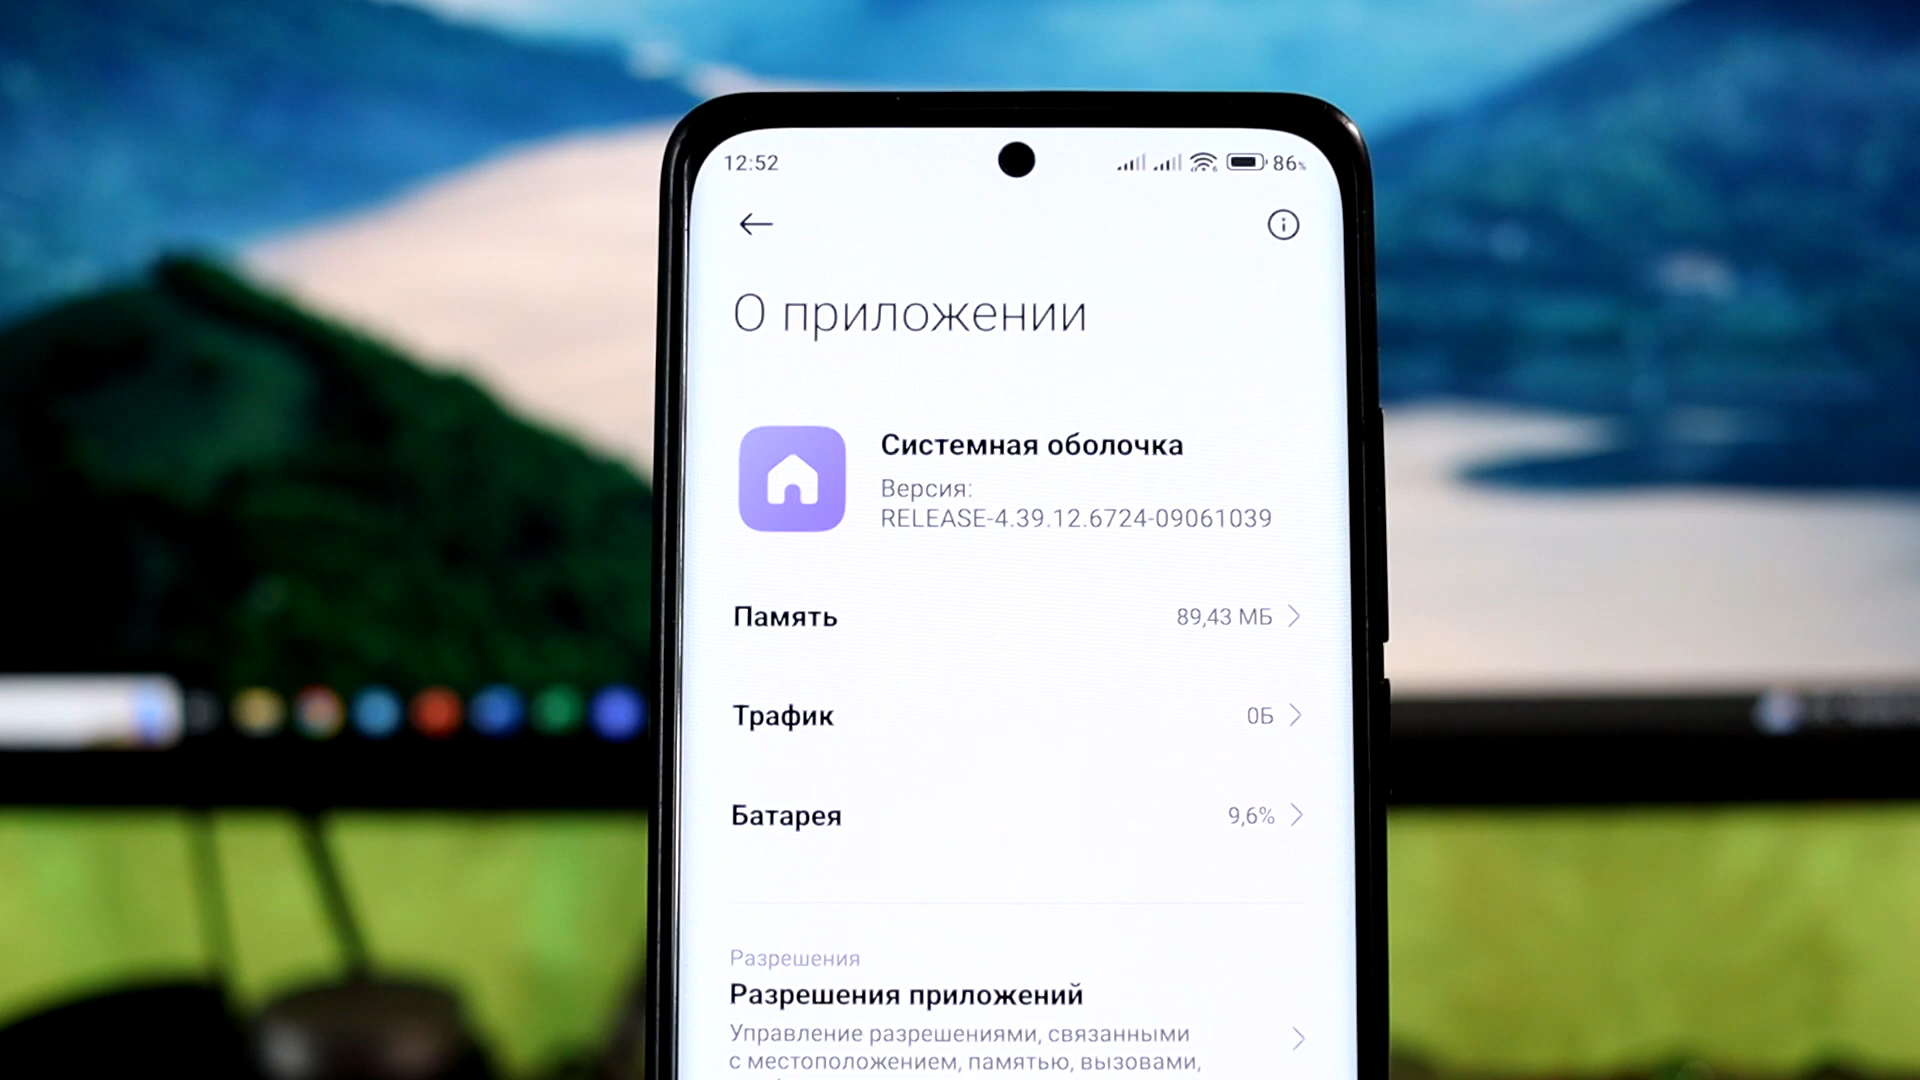 12:52
86%
О приложении
Системная оболочка
Версия:
RELEASE-4.39.12.6724-09061039
Память
89,43 МБ
Трафик
0Б
Батарея
9,6%
Разрешения
Разрешения приложений
Управление разрешениями, связанными
с местоположением, памятью, вызовами,